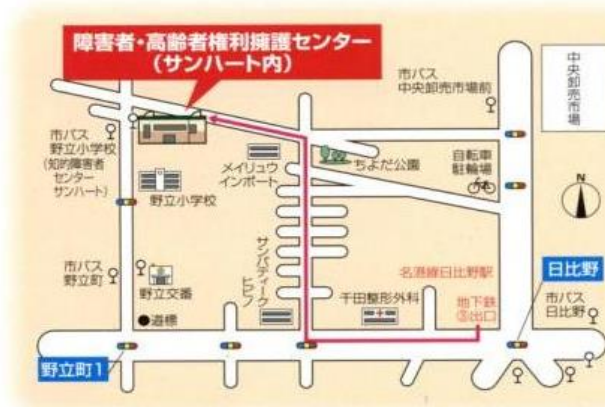 障害者・高齢者権利擁護センター
（サンハート内）
市バス
中央卸売市場前
中央卸売市場
市バス
野立小学校
（知的障害者
センター
サンハート）
野立小学校
メイリュウ
インポート
ちよだ公園
自転車
駐輪場
N
市バス
野立町
野立交番
サンパティーク
ヒビノ
名港線日比野駅
地下鉄
③出口
日比野
市バス
日比野
千田整形外科
●道標
野立町1